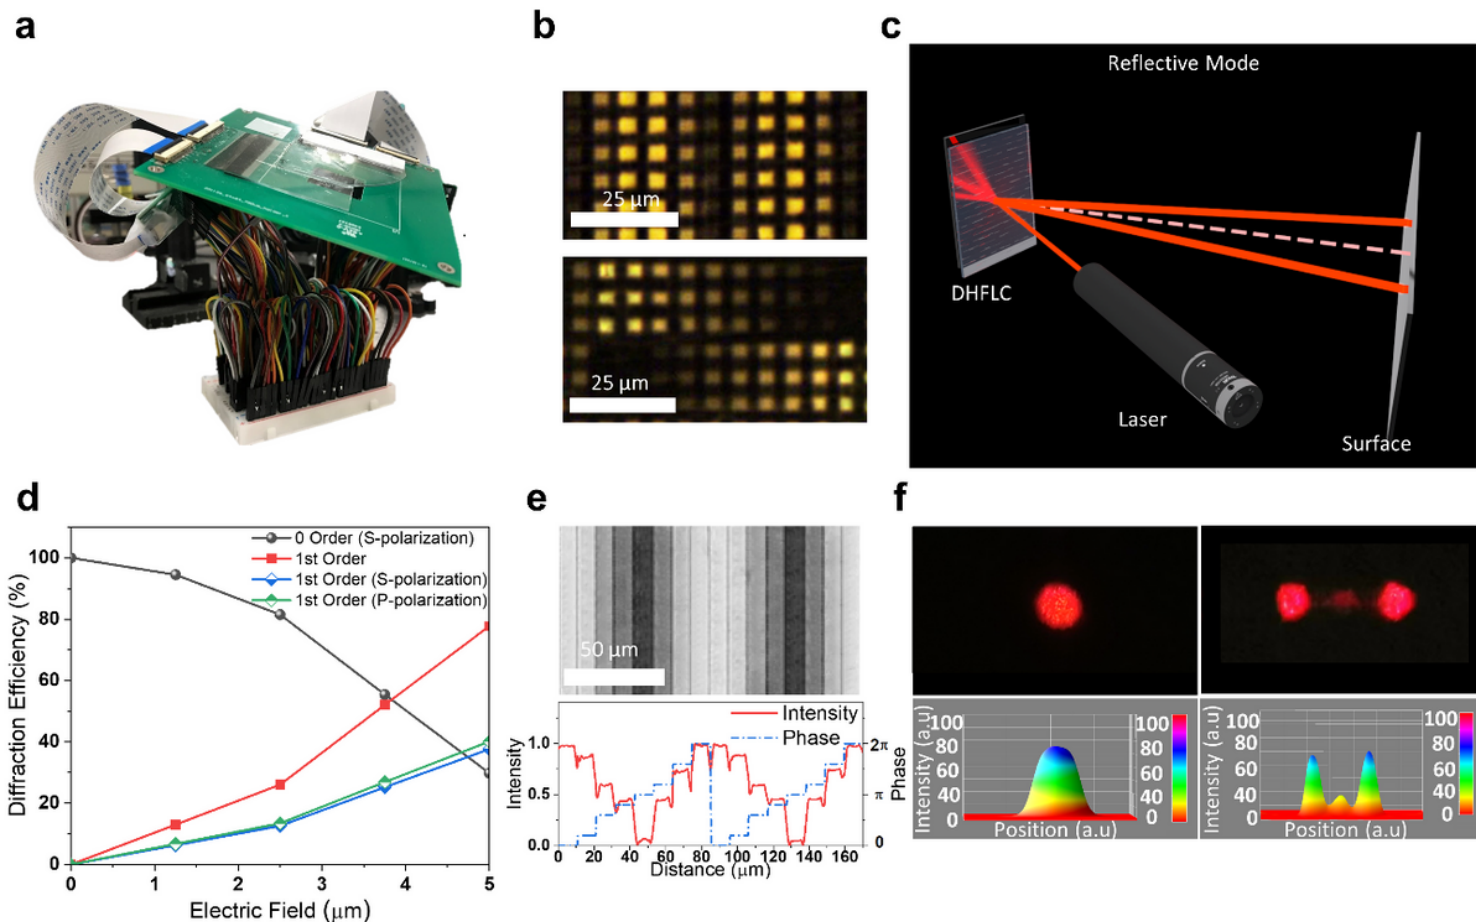 a
b
c
25 μm
25 μm
Reflective Mode
DHFLC
Laser
Surface
d
Diffraction Efficiency (%)
100
80
60
40
20
0
0 Order (S-polarization)
1st Order
1st Order (S-polarization)
1st Order (P-polarization)
0 1 2 3 4 5
Electric Field (μm)
e
50 μm
Intensity
1.0
0.5
0.0
Intensity
Phase
2π
π
0
Phase
0 20 40 60 80 100 120 140 160
Distance (μm)
f
Intensity (a.u)
100
80
60
40
0
100
80
60
40
0
Position (a.u)
Intensity (a.u)
100
80
60
40
0
100
80
60
40
0
Position (a.u)